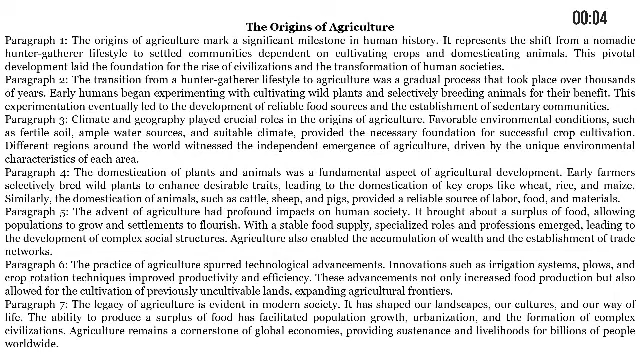 00:04
The Origins of Agriculture
Paragraph 1: The origins of agriculture mark a significant milestone in human history. It represents the shift from a nomadic
hunter-gatherer lifestyle to settled communities dependent on cultivating crops and domesticating animals. This pivotal
development laid the foundation for the rise of civilizations and the transformation of human societies.
Paragraph 2: The transition from a hunter-gatherer lifestyle to agriculture was a gradual process that took place over thousands
of years. Early humans began experimenting with cultivating wild plants and selectively breeding animals for their benefit. This
experimentation eventually led to the development of reliable food sources and the establishment of sedentary communities.
Paragraph 3: Climate and geography played crucial roles in the origins of agriculture. Favorable environmental conditions, such
as fertile soil, ample water sources, and suitable climate, provided the necessary foundation for successful crop cultivation.
Different regions around the world witnessed the independent emergence of agriculture, driven by the unique environmental
characteristics of each area.
Paragraph 4: The domestication of plants and animals was a fundamental aspect of agricultural development. Early farmers
selectively bred wild plants to enhance desirable traits, leading to the domestication of key crops like wheat, rice, and maize.
Similarly, the domestication of animals, such as cattle, sheep, and pigs, provided a reliable source of labor, food, and materials.
Paragraph 5: The advent of agriculture had profound impacts on human society. It brought about a surplus of food, allowing
populations to grow and settlements to flourish. With a stable food supply, specialized roles and professions emerged, leading to
the development of complex social structures. Agriculture also enabled the accumulation of wealth and the establishment of trade
networks.
Paragraph 6: The practice of agriculture spurred technological advancements. Innovations such as irrigation systems, plows, and
crop rotation techniques improved productivity and efficiency. These advancements not only increased food production but also
allowed for the cultivation of previously uncultivable lands, expanding agricultural frontiers.
Paragraph 7: The legacy of agriculture is evident in modern society. It has shaped our landscapes, our cultures, and our way of
life. The ability to produce a surplus of food has facilitated population growth, urbanization, and the formation of complex
civilizations. Agriculture remains a cornerstone of global economies, providing sustenance and livelihoods for billions of people
worldwide.